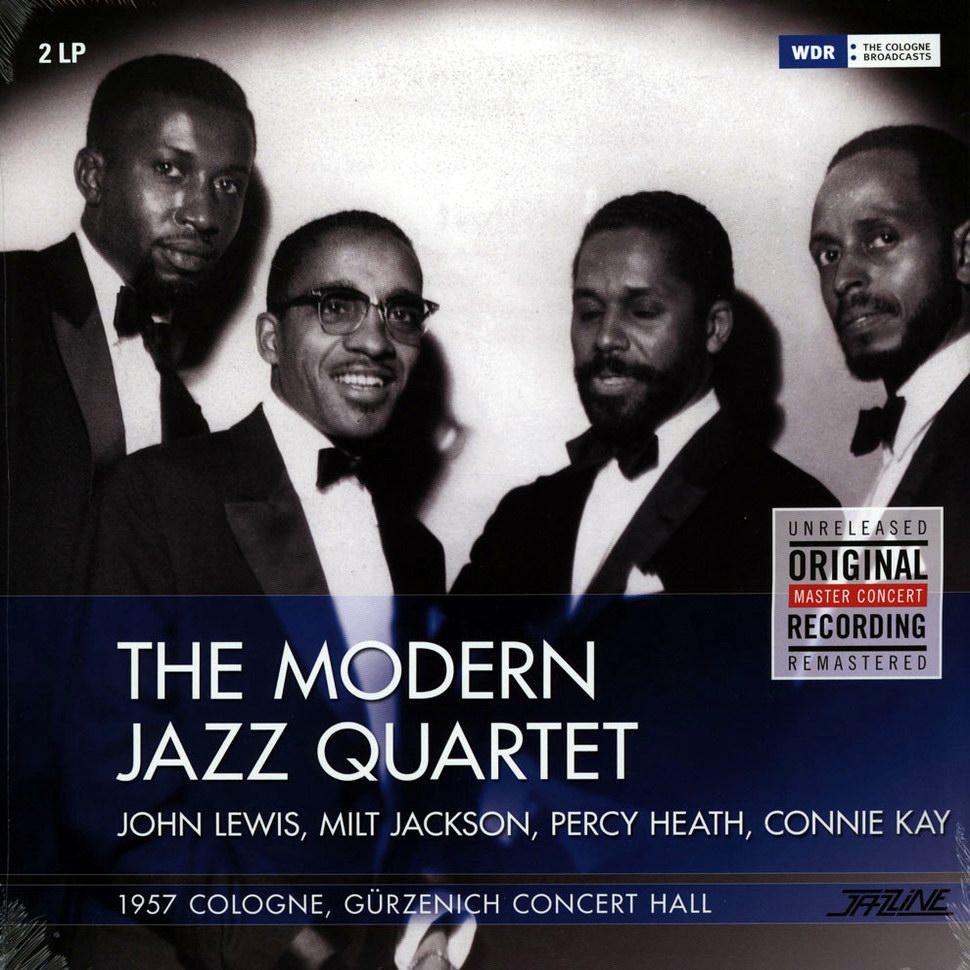 2 LP
WDR
THE COLOGNE
BROADCASTS
UNRELEASED
ORIGINAL
MASTER CONCERT
RECORDING
REMASTERED
THE MODERN
JAZZ QUARTET
JOHN LEWIS, MILT JACKSON, PERCY HEATH, CONNIE KAY
1957 COLOGNE, GÜRZENICH CONCERT HALL
JAZZLINE